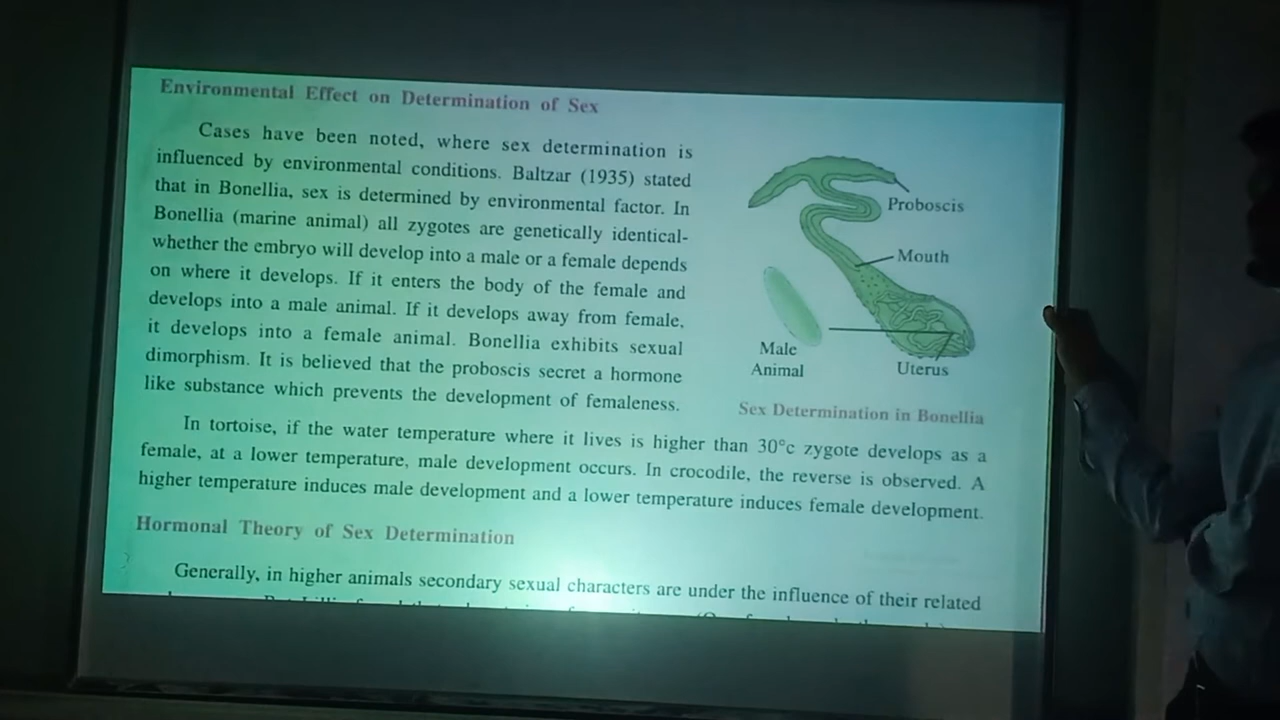 Environmental Effect on Determination of Sex
Cases have been noted, where sex determination is
influenced by environmental conditions. Baltzar (1935) stated
that in Bonellia, sex is determined by environmental factor. In
Bonellia (marine animal) all zygotes are genetically identical-
whether the embryo will develop into a male or a female depends
on where it develops. If it enters the body of the female and
develops into a male animal. If it develops away from female,
it develops into a female animal. Bonellia exhibits sexual
dimorphism. It is believed that the proboscis secret a hormone
like substance which prevents the development of femaleness.
Proboscis
Mouth
Male
Animal
Uterus
Sex Determination in Bonellia
In tortoise, if the water temperature where it lives is higher than 30°c zygote develops as a
female, at a lower temperature, male development occurs. In crocodile, the reverse is observed. A
higher temperature induces male development and a lower temperature induces female development.
Hormonal Theory of Sex Determination
Generally, in higher animals secondary sexual characters are under the influence of their related